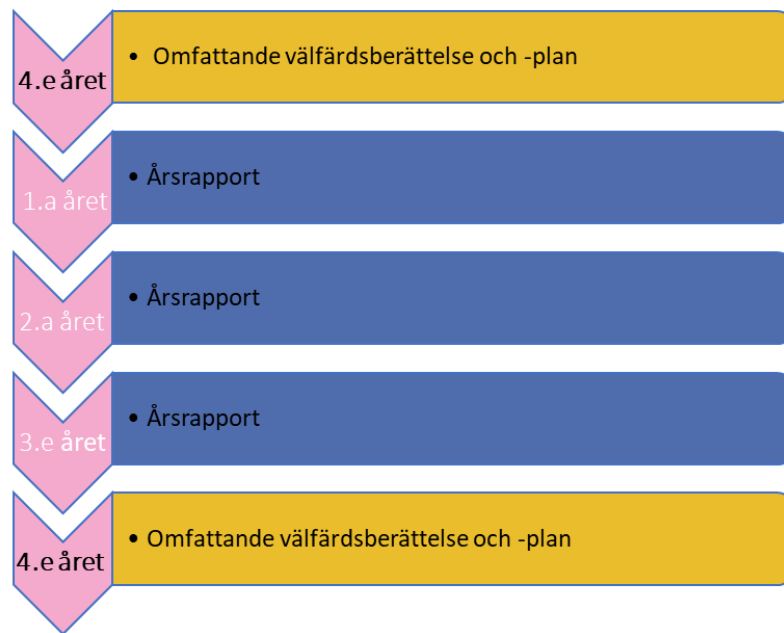 4.e året
• Omfattande välfärdsberättelse och -plan
1.a året
• Årsrapport
2.a året
• Årsrapport
3.e året
• Årsrapport
4.e året
• Omfattande välfärdsberättelse och -plan